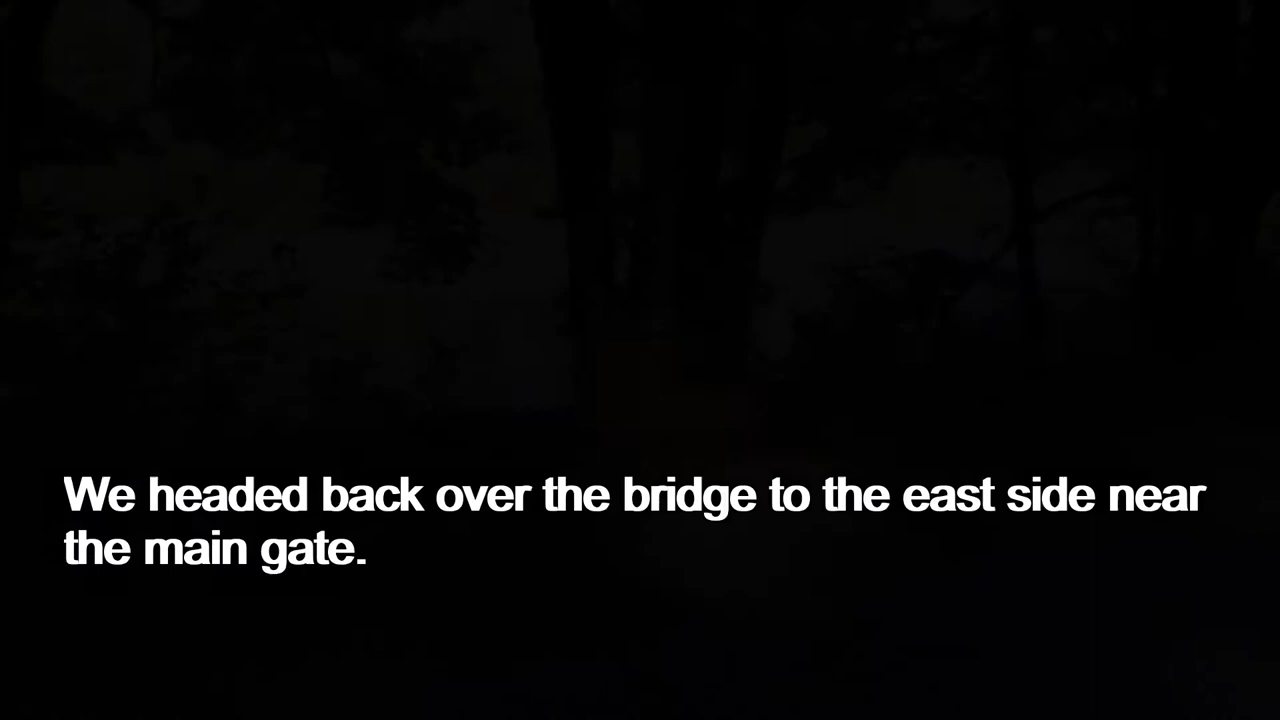 We headed back over the bridge to the east side near
the main gate.